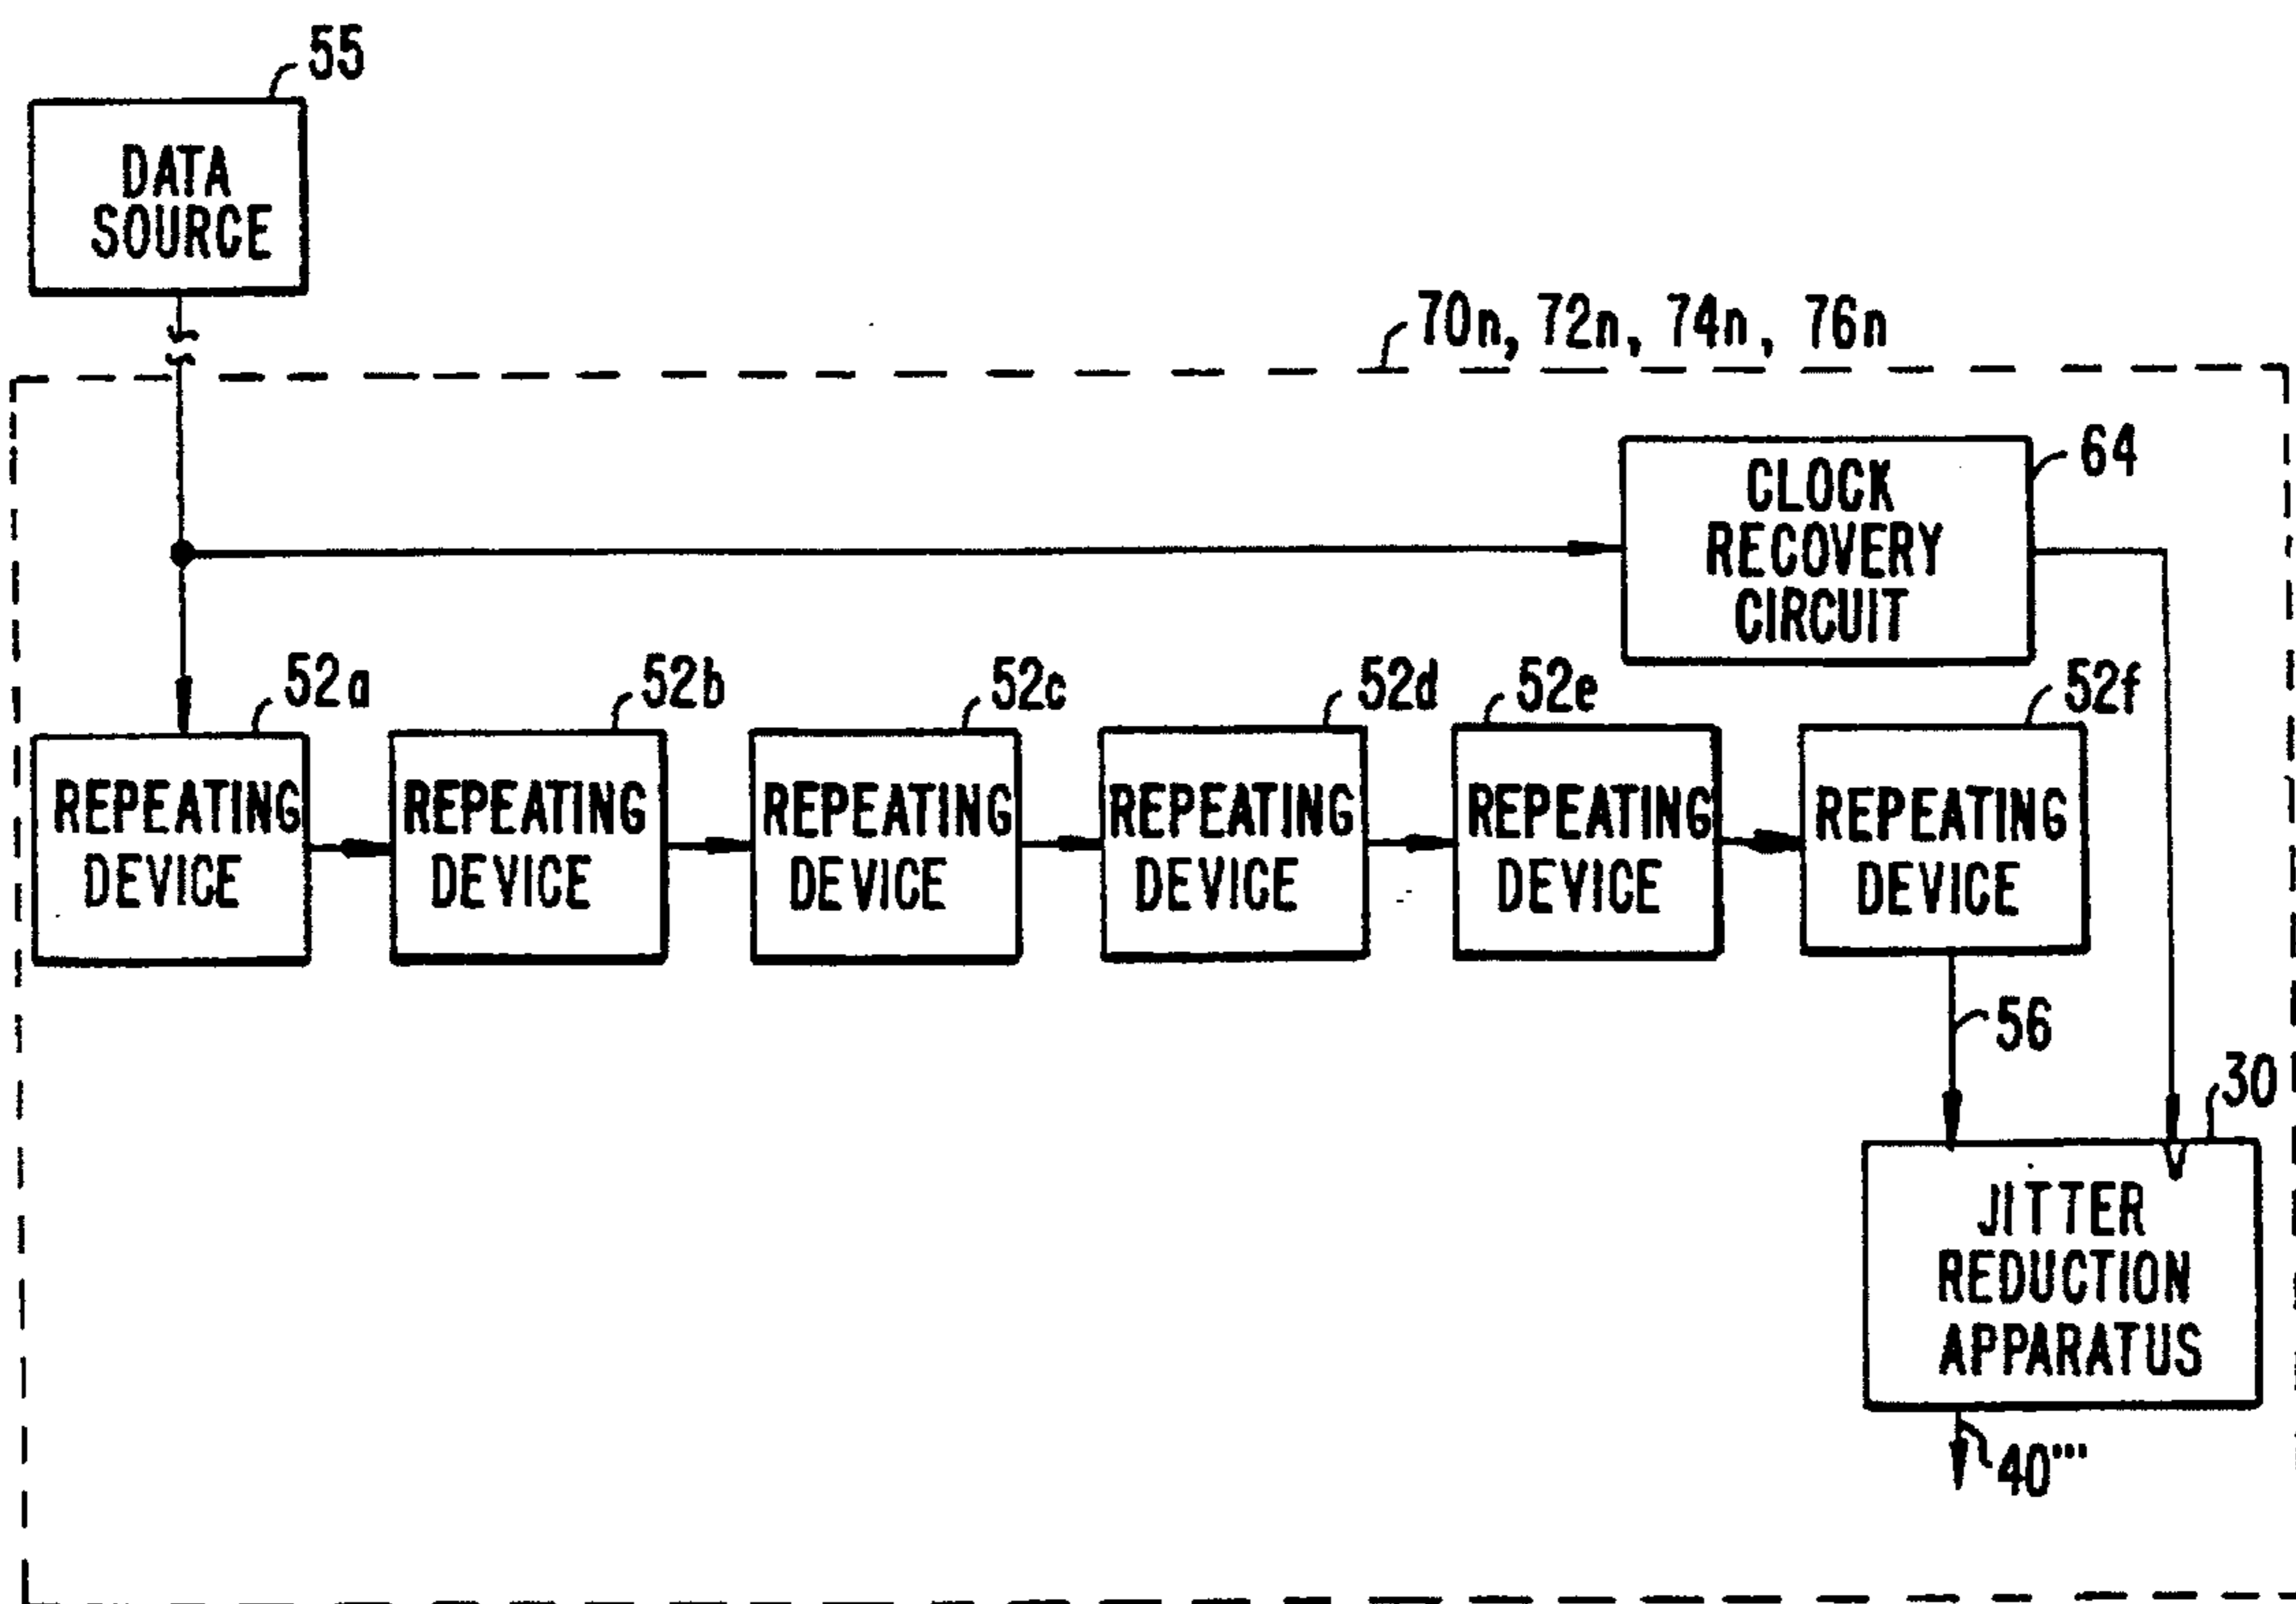 55
DATA
SOURCE
70n, 72n, 74n, 76n
64
CLOCK
RECOVERY
CIRCUIT
52a
52b
52c
52d
52e
52f
REPEATING
DEVICE
REPEATING
DEVICE
REPEATING
DEVICE
REPEATING
DEVICE
REPEATING
DEVICE
REPEATING
DEVICE
56
30
JITTER
REDUCTION
APPARATUS
40''''